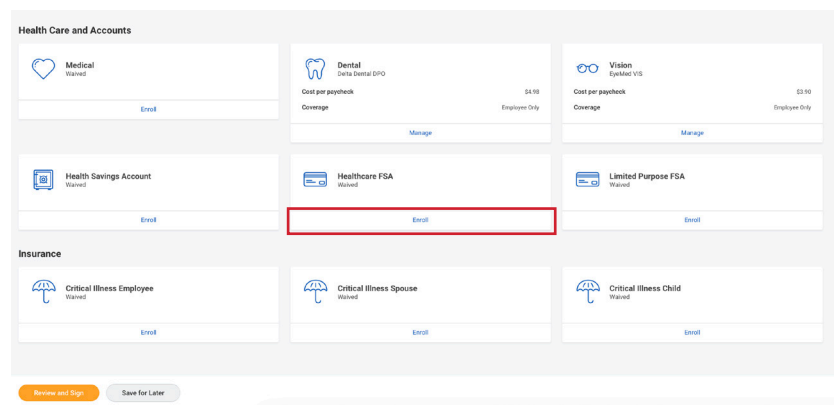 Health Care and Accounts
Medical
Waived
Enroll
Dental
Delta Dental DPO
Cost per paycheck $4.98
Coverage Employee Only
Manage
Vision
EyeMed VIS
Cost per paycheck $3.90
Coverage Employee Only
Manage
Health Savings Account
Waived
Enroll
Healthcare FSA
Waived
Enroll
Limited Purpose FSA
Waived
Enroll
Insurance
Critical Illness Employee
Waived
Enroll
Critical Illness Spouse
Waived
Enroll
Critical Illness Child
Waived
Enroll
Review and Sign
Save for Later